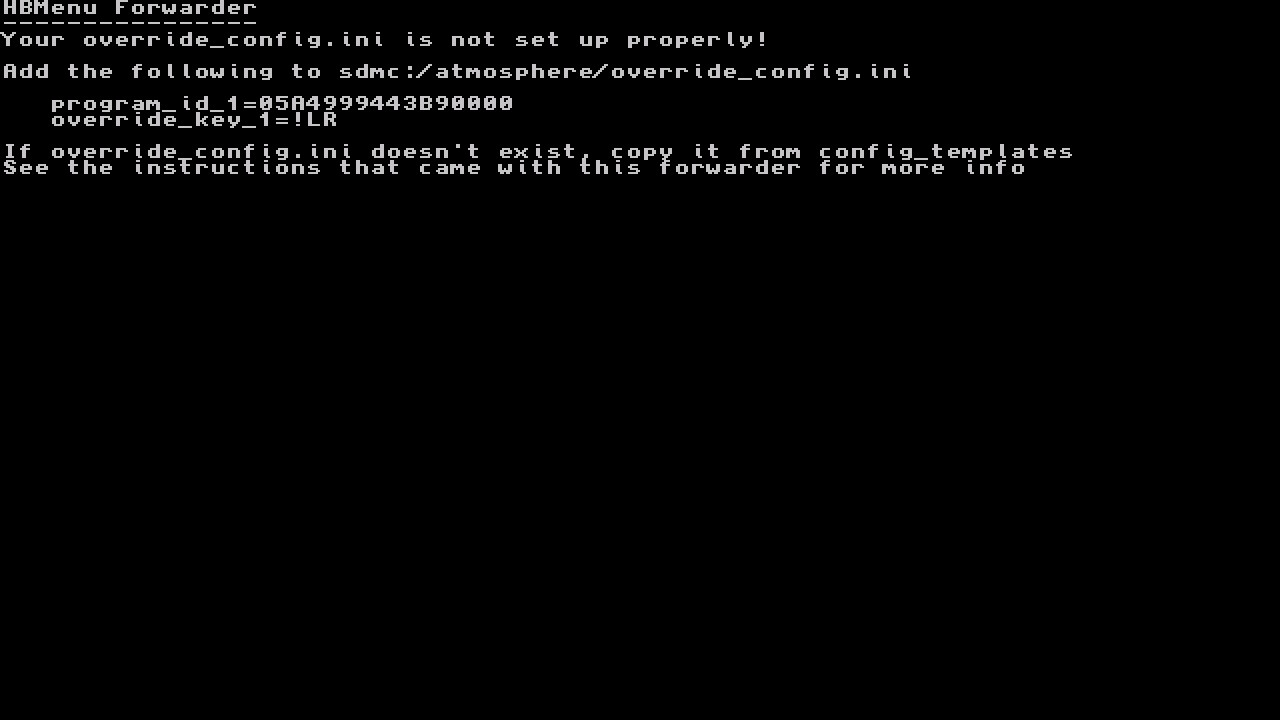 HBMenu Forwarder
----------------
Your override_config.ini is not set up properly!
Add the following to sdmc:/atmosphere/override_config.ini
program_id_1=05A4999443B90000
override_key_1=!LR
If override_config.ini doesn't exist, copy it from config_templates
See the instructions that came with this forwarder for more info